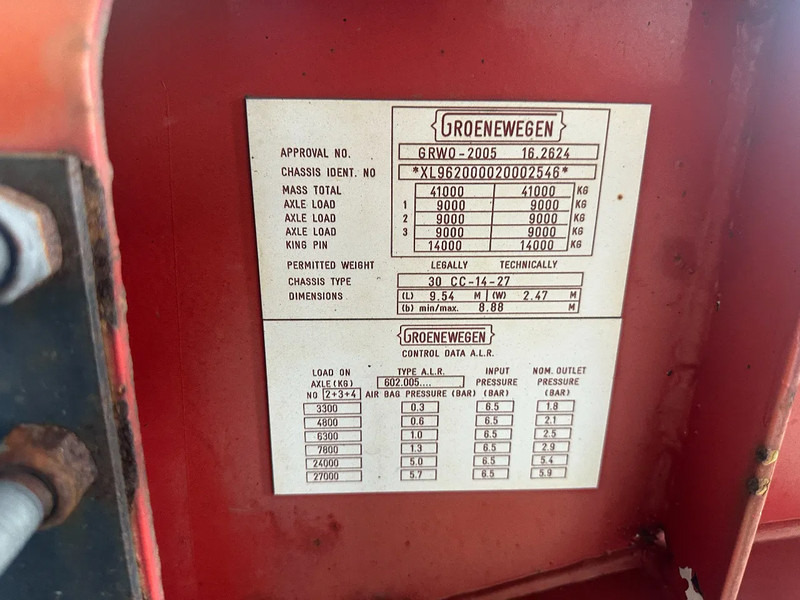 GROENEWEGEN
APPROVAL NO. GRWO-2005 16.2624
CHASSIS IDENT. NO *XL962000020002546*
MASS TOTAL 41000 41000 KG
AXLE LOAD 1 9000 9000 KG
AXLE LOAD 2 9000 9000 KG
AXLE LOAD 3 9000 9000 KG
KING PIN 14000 14000 KG
PERMITTED WEIGHT LEGALLY TECHNICALLY
CHASSIS TYPE 30 CC-14-27
DIMENSIONS (L) 9.54 M (W) 2.47 M
(b) min/max. 8.88 M
GROENEWEGEN
CONTROL DATA A.L.R.
LOAD ON TYPE A.L.R. INPUT NOM. OUTLET
AXLE(KG) 602.005.... PRESSURE PRESSURE
NO 2+3+4 AIR BAG PRESSURE (BAR) (BAR) (BAR)
3300 0.3 6.5 1.8
4800 0.6 6.5 2.1
6300 1.0 6.5 2.5
7800 1.3 6.5 2.9
24000 5.0 6.5 5.4
27000 5.7 6.5 5.9